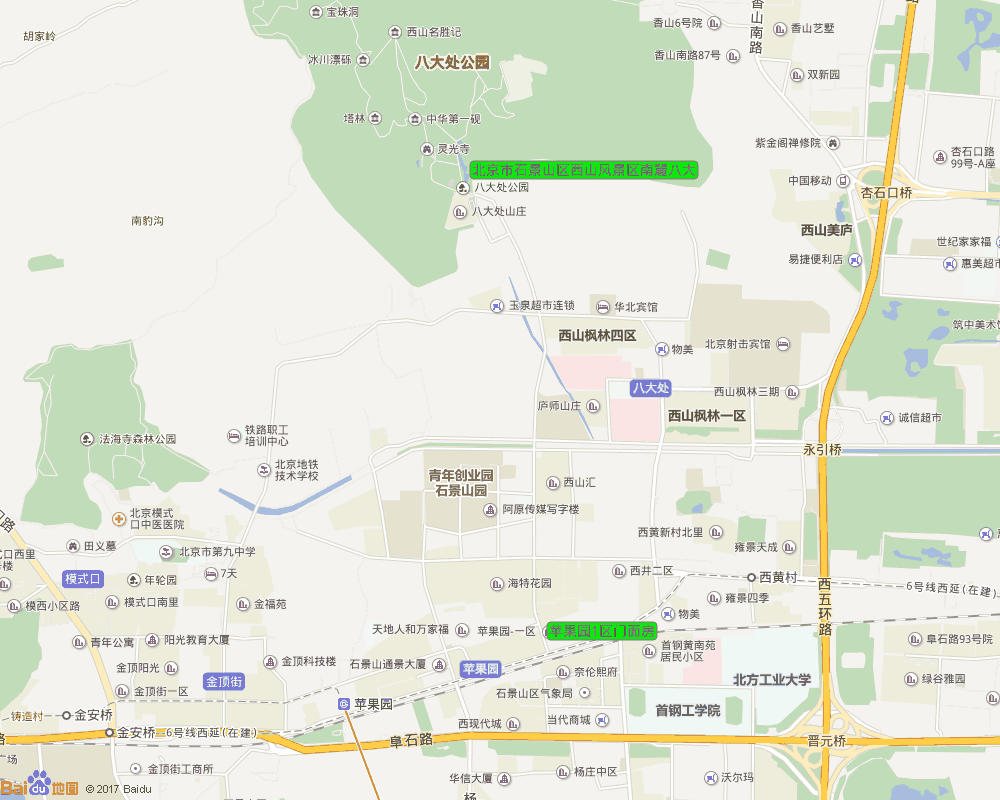 宝珠洞
香山6号院
香山南路
香山艺墅
胡家岭
西山名胜记
冰川漂砾
八大处公园
香山南路87号
双新园
塔林
中华第一砚
灵光寺
紫金阁禅修院
杏石口路
99号-A座
北京市石景山区西山风景区南麓八大
中国移动
八大处公园
杏石口桥
南豹沟
八大处山庄
西山美庐
世纪家家福
易捷便利店
惠美超市
玉泉超市连锁
华北宾馆
筑中美术馆
西山枫林四区
物美
北京射击宾馆
八大处
西山枫林三期
庐师山庄
西山枫林一区
诚信超市
铁路职工
培训中心
法海寺森林公园
永引桥
北京地铁
技术学校
青年创业园
石景山园
西山汇
阿原传媒写字楼
北京模式
口中医医院
口路
西黄新村北里
雍景天成
田义墓
北京市第九中学
式口西里
模式口
年轮园
7天
海特花园
西井二区
西黄村
6号线西延(在建)
西五环路
模西小区路
模式口南里
金福苑
雍景四季
物美
天地人和万家福
苹果园-一区
苹果园1区门面房
青年公寓
阳光教育大厦
首钢黄南苑
居民小区
阜石路93号院
金顶阳光
金顶科技楼
石景山通景大厦
苹果园
奈伦熙府
北方工业大学
绿谷雅园
金顶街
金顶街一区
石景山区气象局
苹果园
首钢工学院
铸造村
金安桥
金安桥
6号线西延(在建)
西现代城
当代商城
阜石路
晋元桥
广场
金顶街工商所
华信大厦
杨庄中区
沃尔玛
Baidu地图
© 2017 Baidu
杨